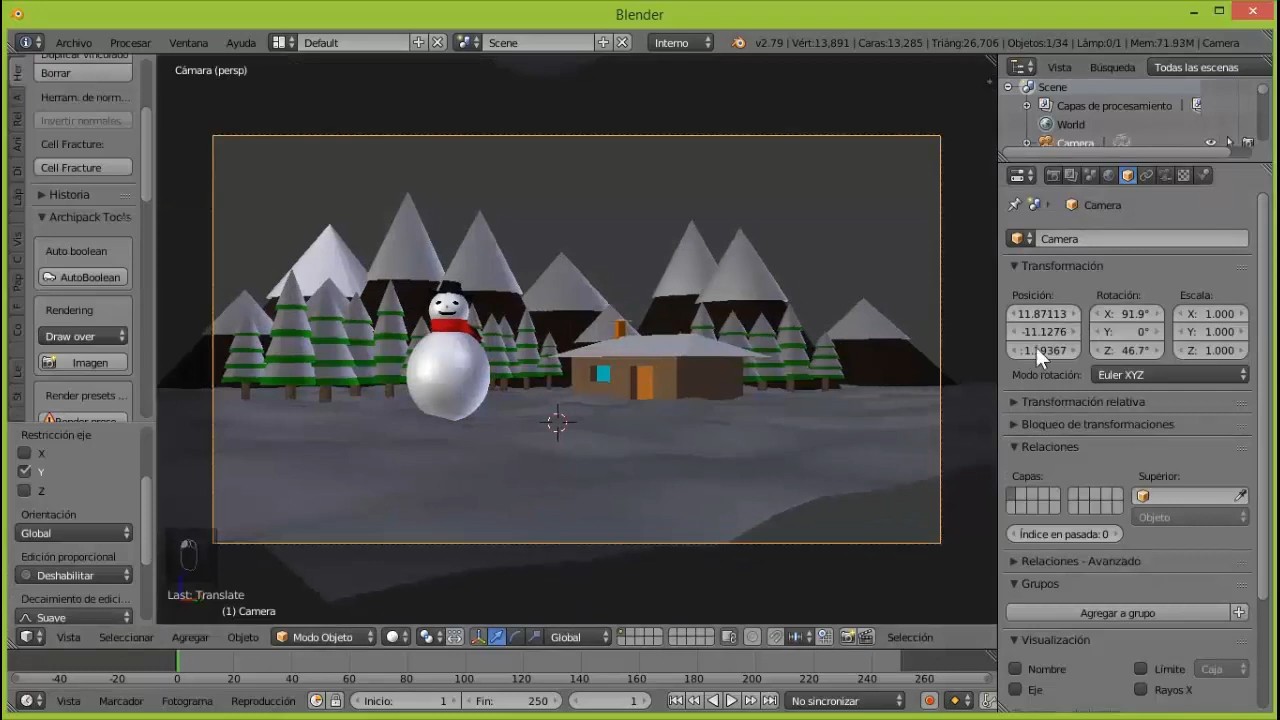 Blender
Archivo Procesar Ventana Ayuda Default Scene Interno v2.79 | Vért:13,891 | Caras:13,285 | Triáng:26,706 | Objetos:1/34 | Lámp:0/1 | Mem:71.93M | Camera
Borrar
Herram. de norm...
Invertir normales...
Cell Fracture:
Cell Fracture
Historia
Archipack Tools
Auto boolean
AutoBoolean
Rendering
Draw over
Imagen
Render presets ...
Restricción eje
X
Y
Z
Orientación
Global
Edición proporcional
Deshabilitar
Decaimiento de edici...
Suave
Cámara (persp)
Last: Translate
(1) Camera
Vista Seleccionar Agregar Objeto Modo Objeto Global Selección
-40 -20 0 20 40 60 80 100 120 140 160 180 200 220 240 260
Vista Marcador Fotograma Reproducción Inicio: 1 Fin: 250 1 No sincronizar
Vista Búsqueda Todas las escenas
Scene
Capas de procesamiento
World
Camera
Camera
Camera
Transformación
Posición: Rotación: Escala:
11.87113 X: 91.9° X: 1.000
-11.1276 Y: 0° Y: 1.000
Z: 46.7° Z: 1.000
Modo rotación: Euler XYZ
Transformación relativa
Bloqueo de transformaciones
Relaciones
Capas: Superior:
Objeto
Índice en pasada: 0
Relaciones - Avanzado
Grupos
Agregar a grupo
Visualización
Nombre Límite Caja
Eje Rayos X